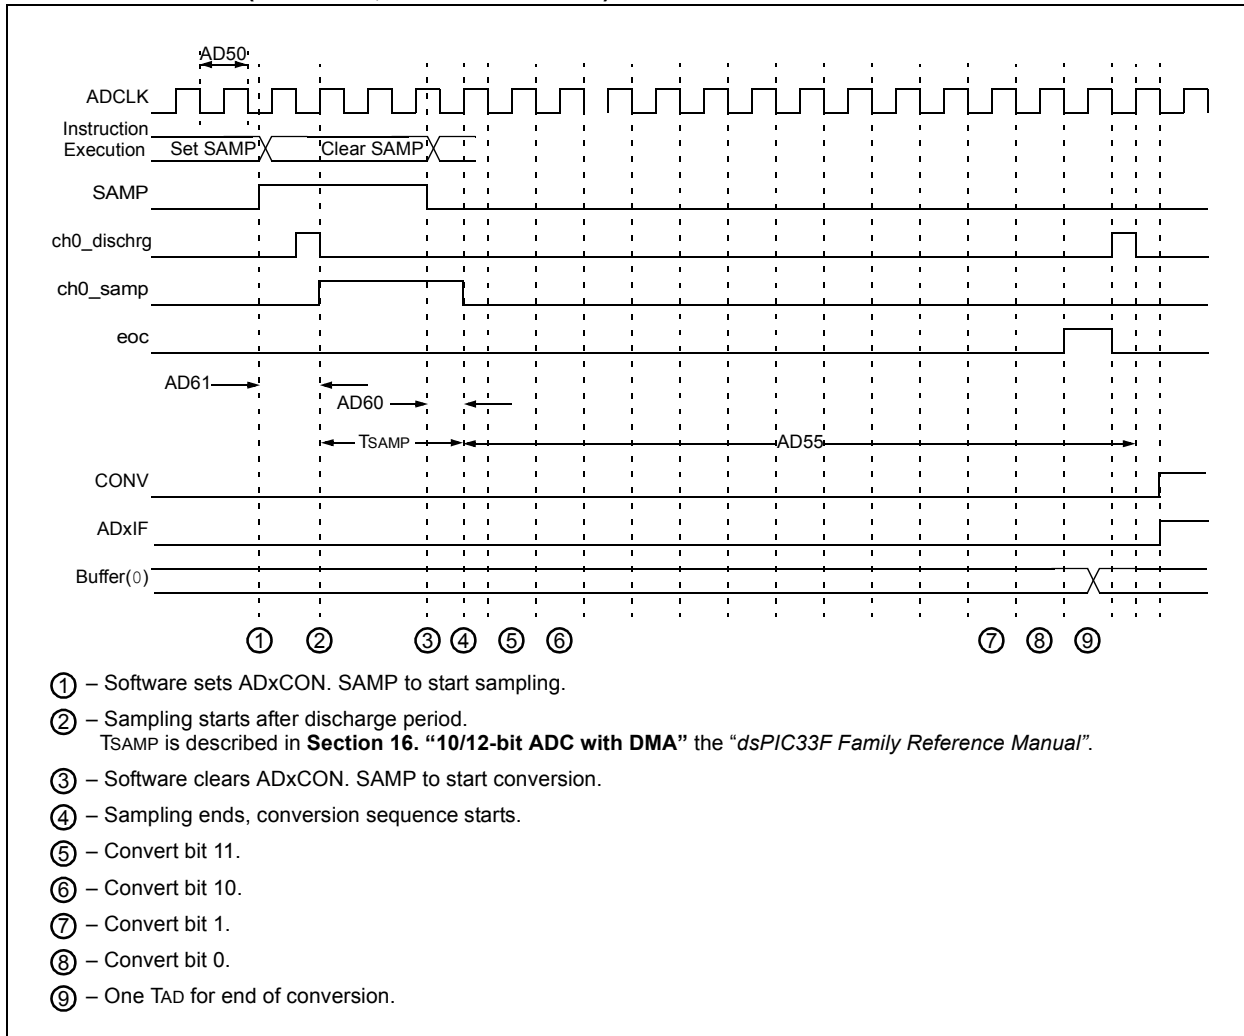 AD50
ADCLK
Instruction
Execution
Set SAMP
Clear SAMP
SAMP
ch0_dischrg
ch0_samp
eoc
AD61
AD60
TSAMP
AD55
CONV
ADxIF
Buffer(0)
1 2 3 4 5 6 7 8 9
1 – Software sets ADxCON. SAMP to start sampling.
2 – Sampling starts after discharge period.
TSAMP is described in Section 16. “10/12-bit ADC with DMA” the “dsPIC33F Family Reference Manual”.
3 – Software clears ADxCON. SAMP to start conversion.
4 – Sampling ends, conversion sequence starts.
5 – Convert bit 11.
6 – Convert bit 10.
7 – Convert bit 1.
8 – Convert bit 0.
9 – One TAD for end of conversion.